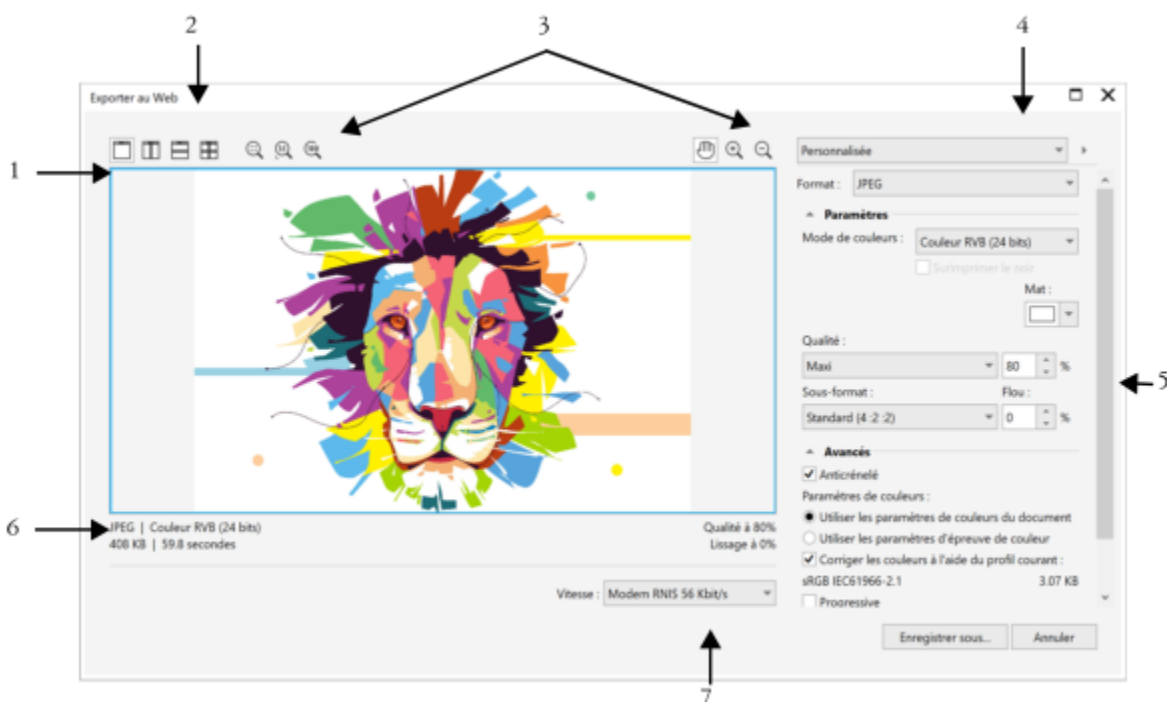 2
3
4
Exporter au Web
Personnalisée
1
Format : JPEG
Paramètres
Mode de couleurs : Couleur RVB (24 bits)
Surimprimer le noir
Mat :
Qualité :
Maxi 80 %
5
Sous-format : Flou :
Standard (4 :2 :2) 0 %
Avancés
Anticrénelé
Paramètres de couleurs :
Utiliser les paramètres de couleurs du document
Utiliser les paramètres d'épreuve de couleur
Corriger les couleurs à l'aide du profil courant :
sRGB IEC61966-2.1 3.07 KB
Progressive
6
JPEG | Couleur RVB (24 bits) Qualité à 80%
408 KB | 59.8 secondes Lissage à 0%
Vitesse : Modem RNIS 56 Kbit/s
Enregistrer sous... Annuler
7